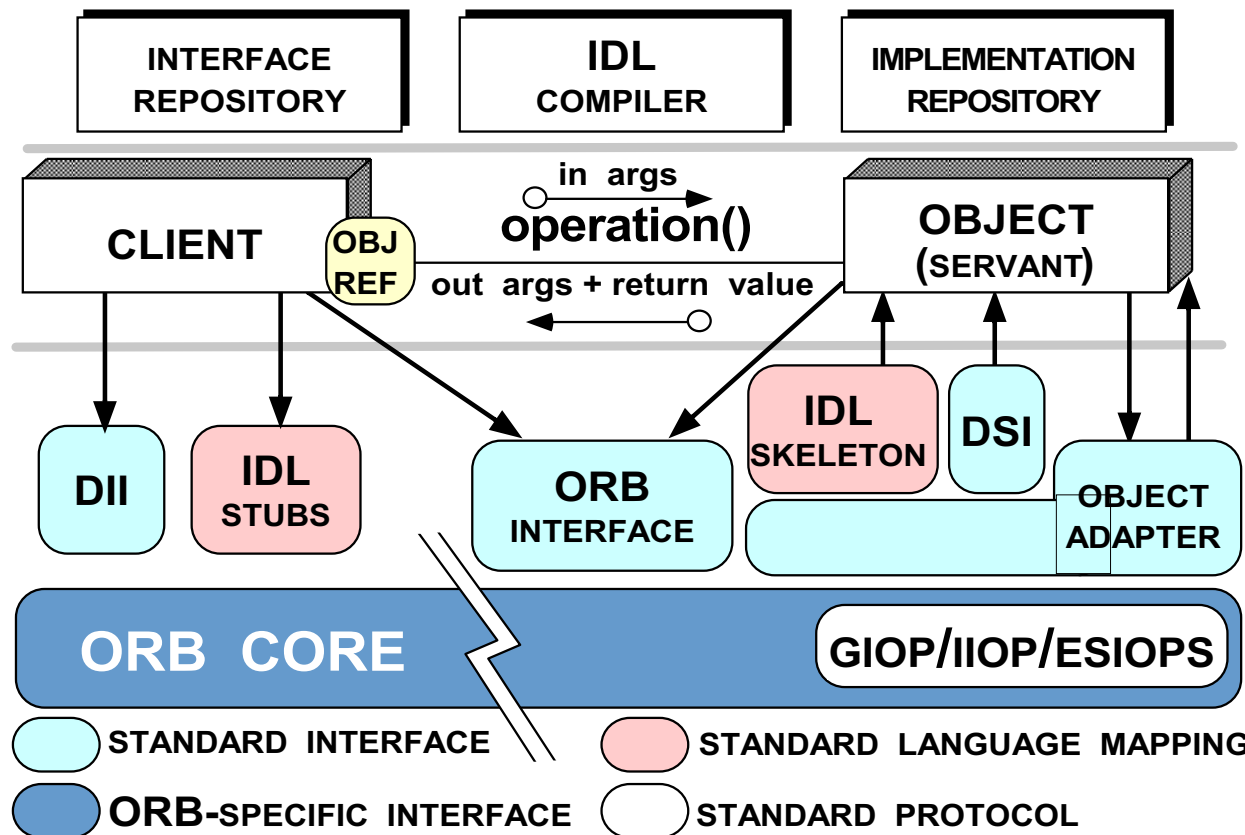 INTERFACE
REPOSITORY
IDL
COMPILER
IMPLEMENTATION
REPOSITORY
CLIENT
OBJ
REF
in args
operation()
out args + return value
OBJECT
(SERVANT)
DII
IDL
STUBS
ORB
INTERFACE
IDL
SKELETON
DSI
OBJECT
ADAPTER
ORB CORE
GIOP/IIOP/ESIOPS
STANDARD INTERFACE
STANDARD LANGUAGE MAPPING
ORB-SPECIFIC INTERFACE
STANDARD PROTOCOL